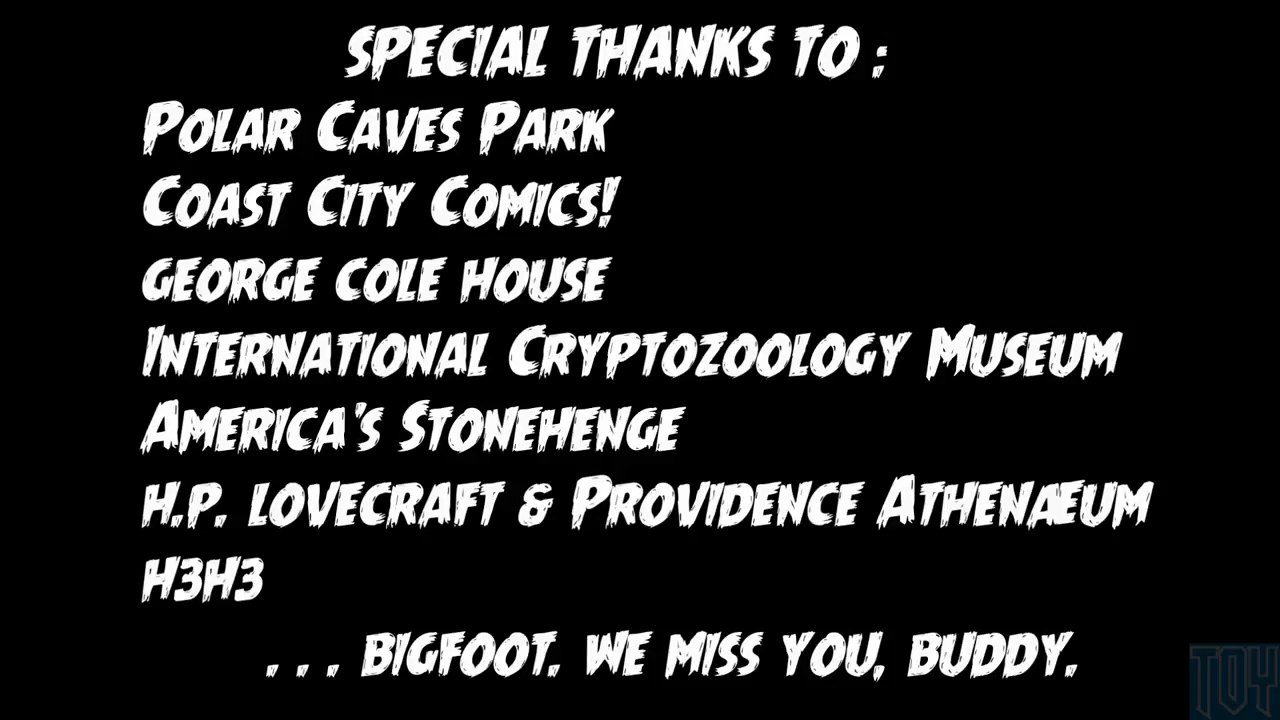 SPECIAL THANKS TO :
POLAR CAVES PARK
COAST CITY COMICS!
GEORGE COLE HOUSE
INTERNATIONAL CRYPTOZOOLOGY MUSEUM
AMERICA'S STONEHENGE
H.P. LOVECRAFT & PROVIDENCE ATHENÆUM
H3H3
. . . BIGFOOT. WE MISS YOU, BUDDY.
TOY